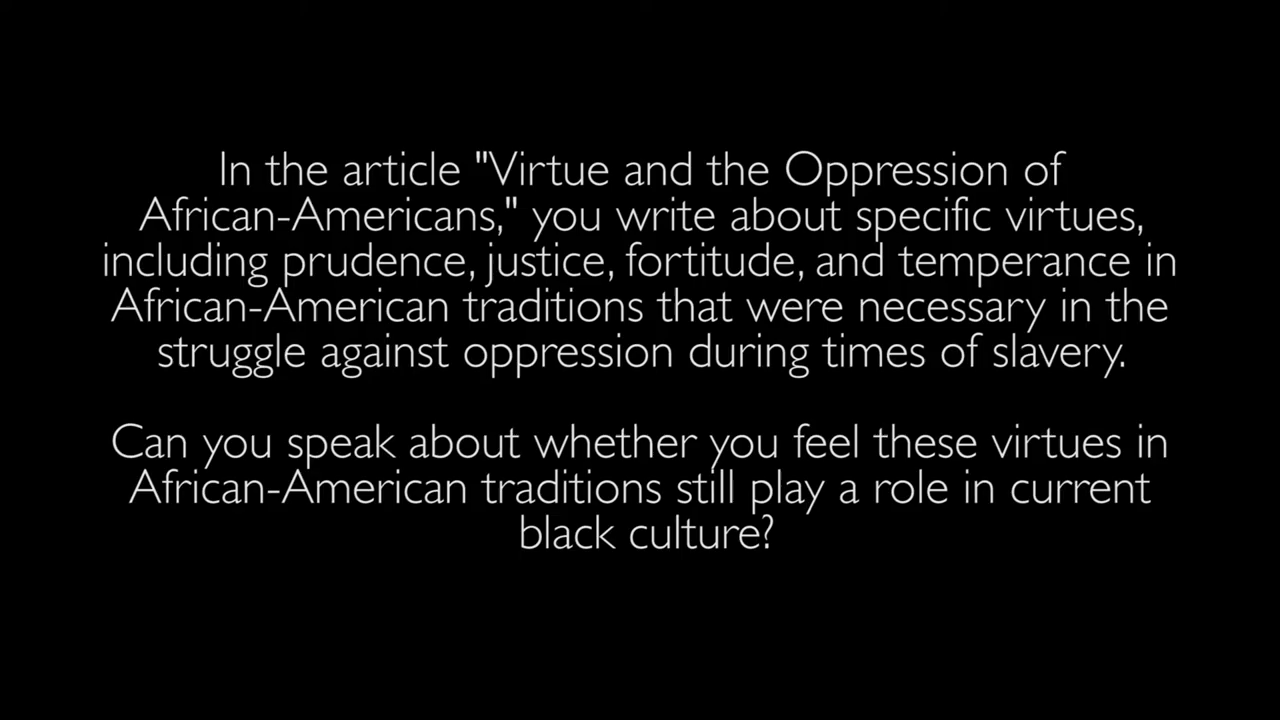 In the article "Virtue and the Oppression of
African-Americans," you write about specific virtues,
including prudence, justice, fortitude, and temperance in
African-American traditions that were necessary in the
struggle against oppression during times of slavery.
Can you speak about whether you feel these virtues in
African-American traditions still play a role in current
black culture?